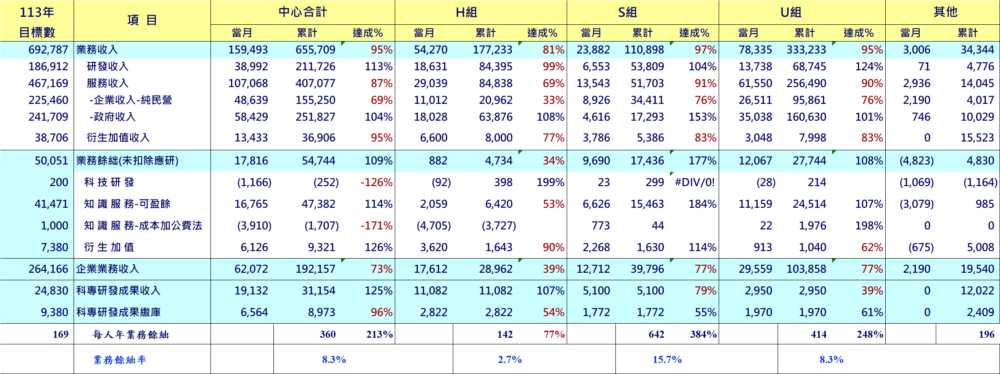 113年 目標數 項 目 中心合計 H組 S組 U組 其他
當月 累計 達成% 當月 累計 達成% 當月 累計 達成% 當月 累計 達成% 當月 累計
692,787 業務收入 159,493 655,709 95% 54,270 177,233 81% 23,882 110,898 97% 78,335 333,233 95% 3,006 34,344
186,912 研發收入 38,992 211,726 113% 18,631 84,395 99% 6,553 53,809 104% 13,738 68,745 124% 71 4,776
467,169 服務收入 107,068 407,077 87% 29,039 84,838 69% 13,543 51,703 91% 61,550 256,490 90% 2,936 14,045
225,460 -企業收入-純民營 48,639 155,250 69% 11,012 20,962 33% 8,926 34,411 76% 26,511 95,861 76% 2,190 4,017
241,709 -政府收入 58,429 251,827 104% 18,028 63,876 108% 4,616 17,293 153% 35,038 160,630 101% 746 10,029
38,706 衍生加值收入 13,433 36,906 95% 6,600 8,000 77% 3,786 5,386 83% 3,048 7,998 83% 0 15,523
50,051 業務餘絀(未扣除應研) 17,816 54,744 109% 882 4,734 34% 9,690 17,436 177% 12,067 27,744 108% (4,823) 4,830
200 科 技 研 發 (1,166) (252) -126% (92) 398 199% 23 299 #DIV/0! (28) 214 (1,069) (1,164)
41,471 知 識 服 務-可盈餘 16,765 47,382 114% 2,059 6,420 53% 6,626 15,463 184% 11,159 24,514 107% (3,079) 985
1,000 知 識 服 務-成本加公費法 (3,910) (1,707) -171% (4,705) (3,727) 773 44 22 1,976 198% 0 0
7,380 衍 生 加 值 6,126 9,321 126% 3,620 1,643 90% 2,268 1,630 114% 913 1,040 62% (675) 5,008
264,166 企業業務收入 62,072 192,157 73% 17,612 28,962 39% 12,712 39,796 77% 29,559 103,858 77% 2,190 19,540
24,830 科專研發成果收入 19,132 31,154 125% 11,082 11,082 107% 5,100 5,100 79% 2,950 2,950 39% 0 12,022
9,380 科專研發成果繳庫 6,564 8,973 96% 2,822 2,822 54% 1,772 1,772 55% 1,970 1,970 61% 0 2,409
169 每人年業務餘絀 360 213% 142 77% 642 384% 414 248% 196
業務餘絀率 8.3% 2.7% 15.7% 8.3%